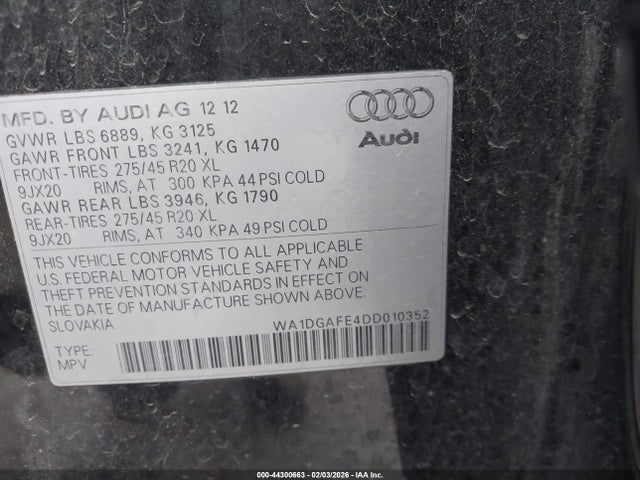 MFD. BY AUDI AG 12 12
GVWR LBS 6889, KG 3125
GAWR FRONT LBS 3241, KG 1470
FRONT-TIRES 275/45 R20 XL
9JX20 RIMS, AT 300 KPA 44 PSI COLD
GAWR REAR LBS 3946, KG 1790
REAR-TIRES 275/45 R20 XL
9JX20 RIMS, AT 340 KPA 49 PSI COLD
Audi
THIS VEHICLE CONFORMS TO ALL APPLICABLE
U.S. FEDERAL MOTOR VEHICLE SAFETY AND
THEFT PREVENTION STANDARDS IN EFFECT ON
THE DATE OF MANUFACTURE SHOWN ABOVE.
SLOVAKIA WA1DGAFE4DD010352
TYPE:
MPV
000-44300663 - 02/03/2026 - IAA Inc.